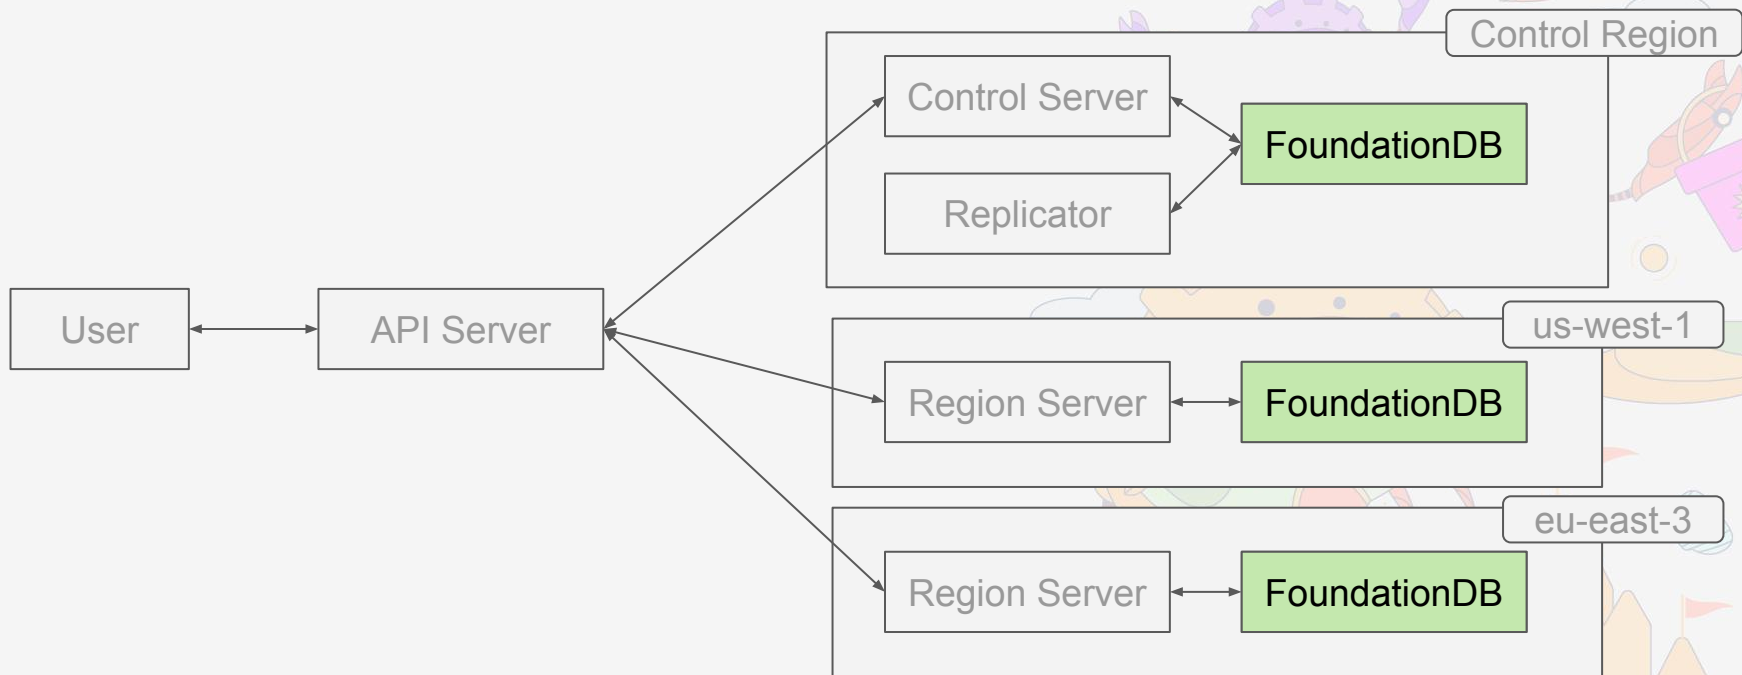 Control Region
Control Server
FoundationDB
Replicator
User
API Server
us-west-1
Region Server
FoundationDB
eu-east-3
Region Server
FoundationDB